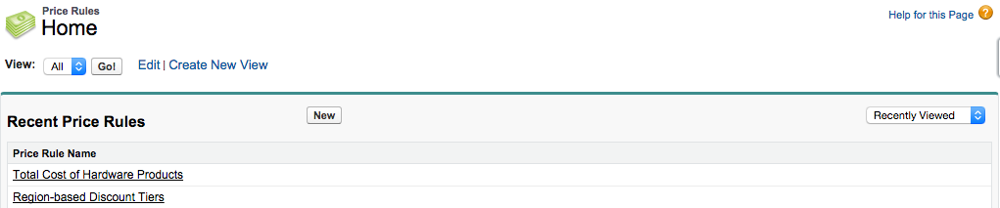 Price Rules
Home
Help for this Page ?
View: All Go! Edit | Create New View
Recent Price Rules New Recently Viewed
Price Rule Name
Total Cost of Hardware Products
Region-based Discount Tiers